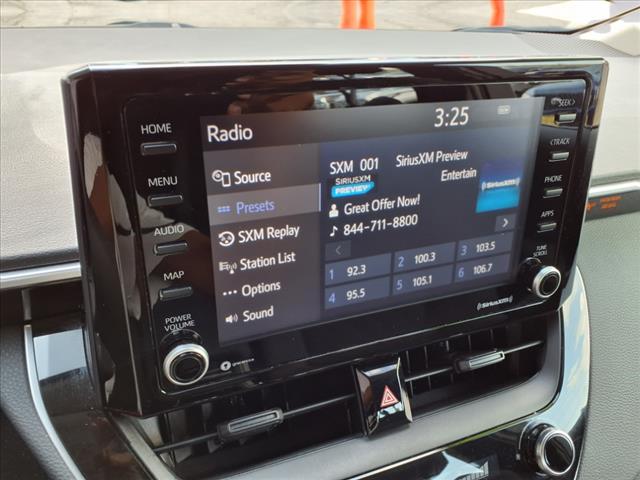 HOME
MENU
AUDIO
MAP
POWER
VOLUME
Radio
3:25
Source
Presets
SXM Replay
Station List
Options
Sound
SXM 001 SiriusXM Preview
Entertain
SIRIUSXM
PREVIEW
SiriusXM
Great Offer Now!
844-711-8800
1 92.3
2 100.3
3 103.5
4 95.5
5 105.1
6 106.7
SiriusXM
SEEK >
< TRACK
PHONE
APPS
TUNE
SCROLL